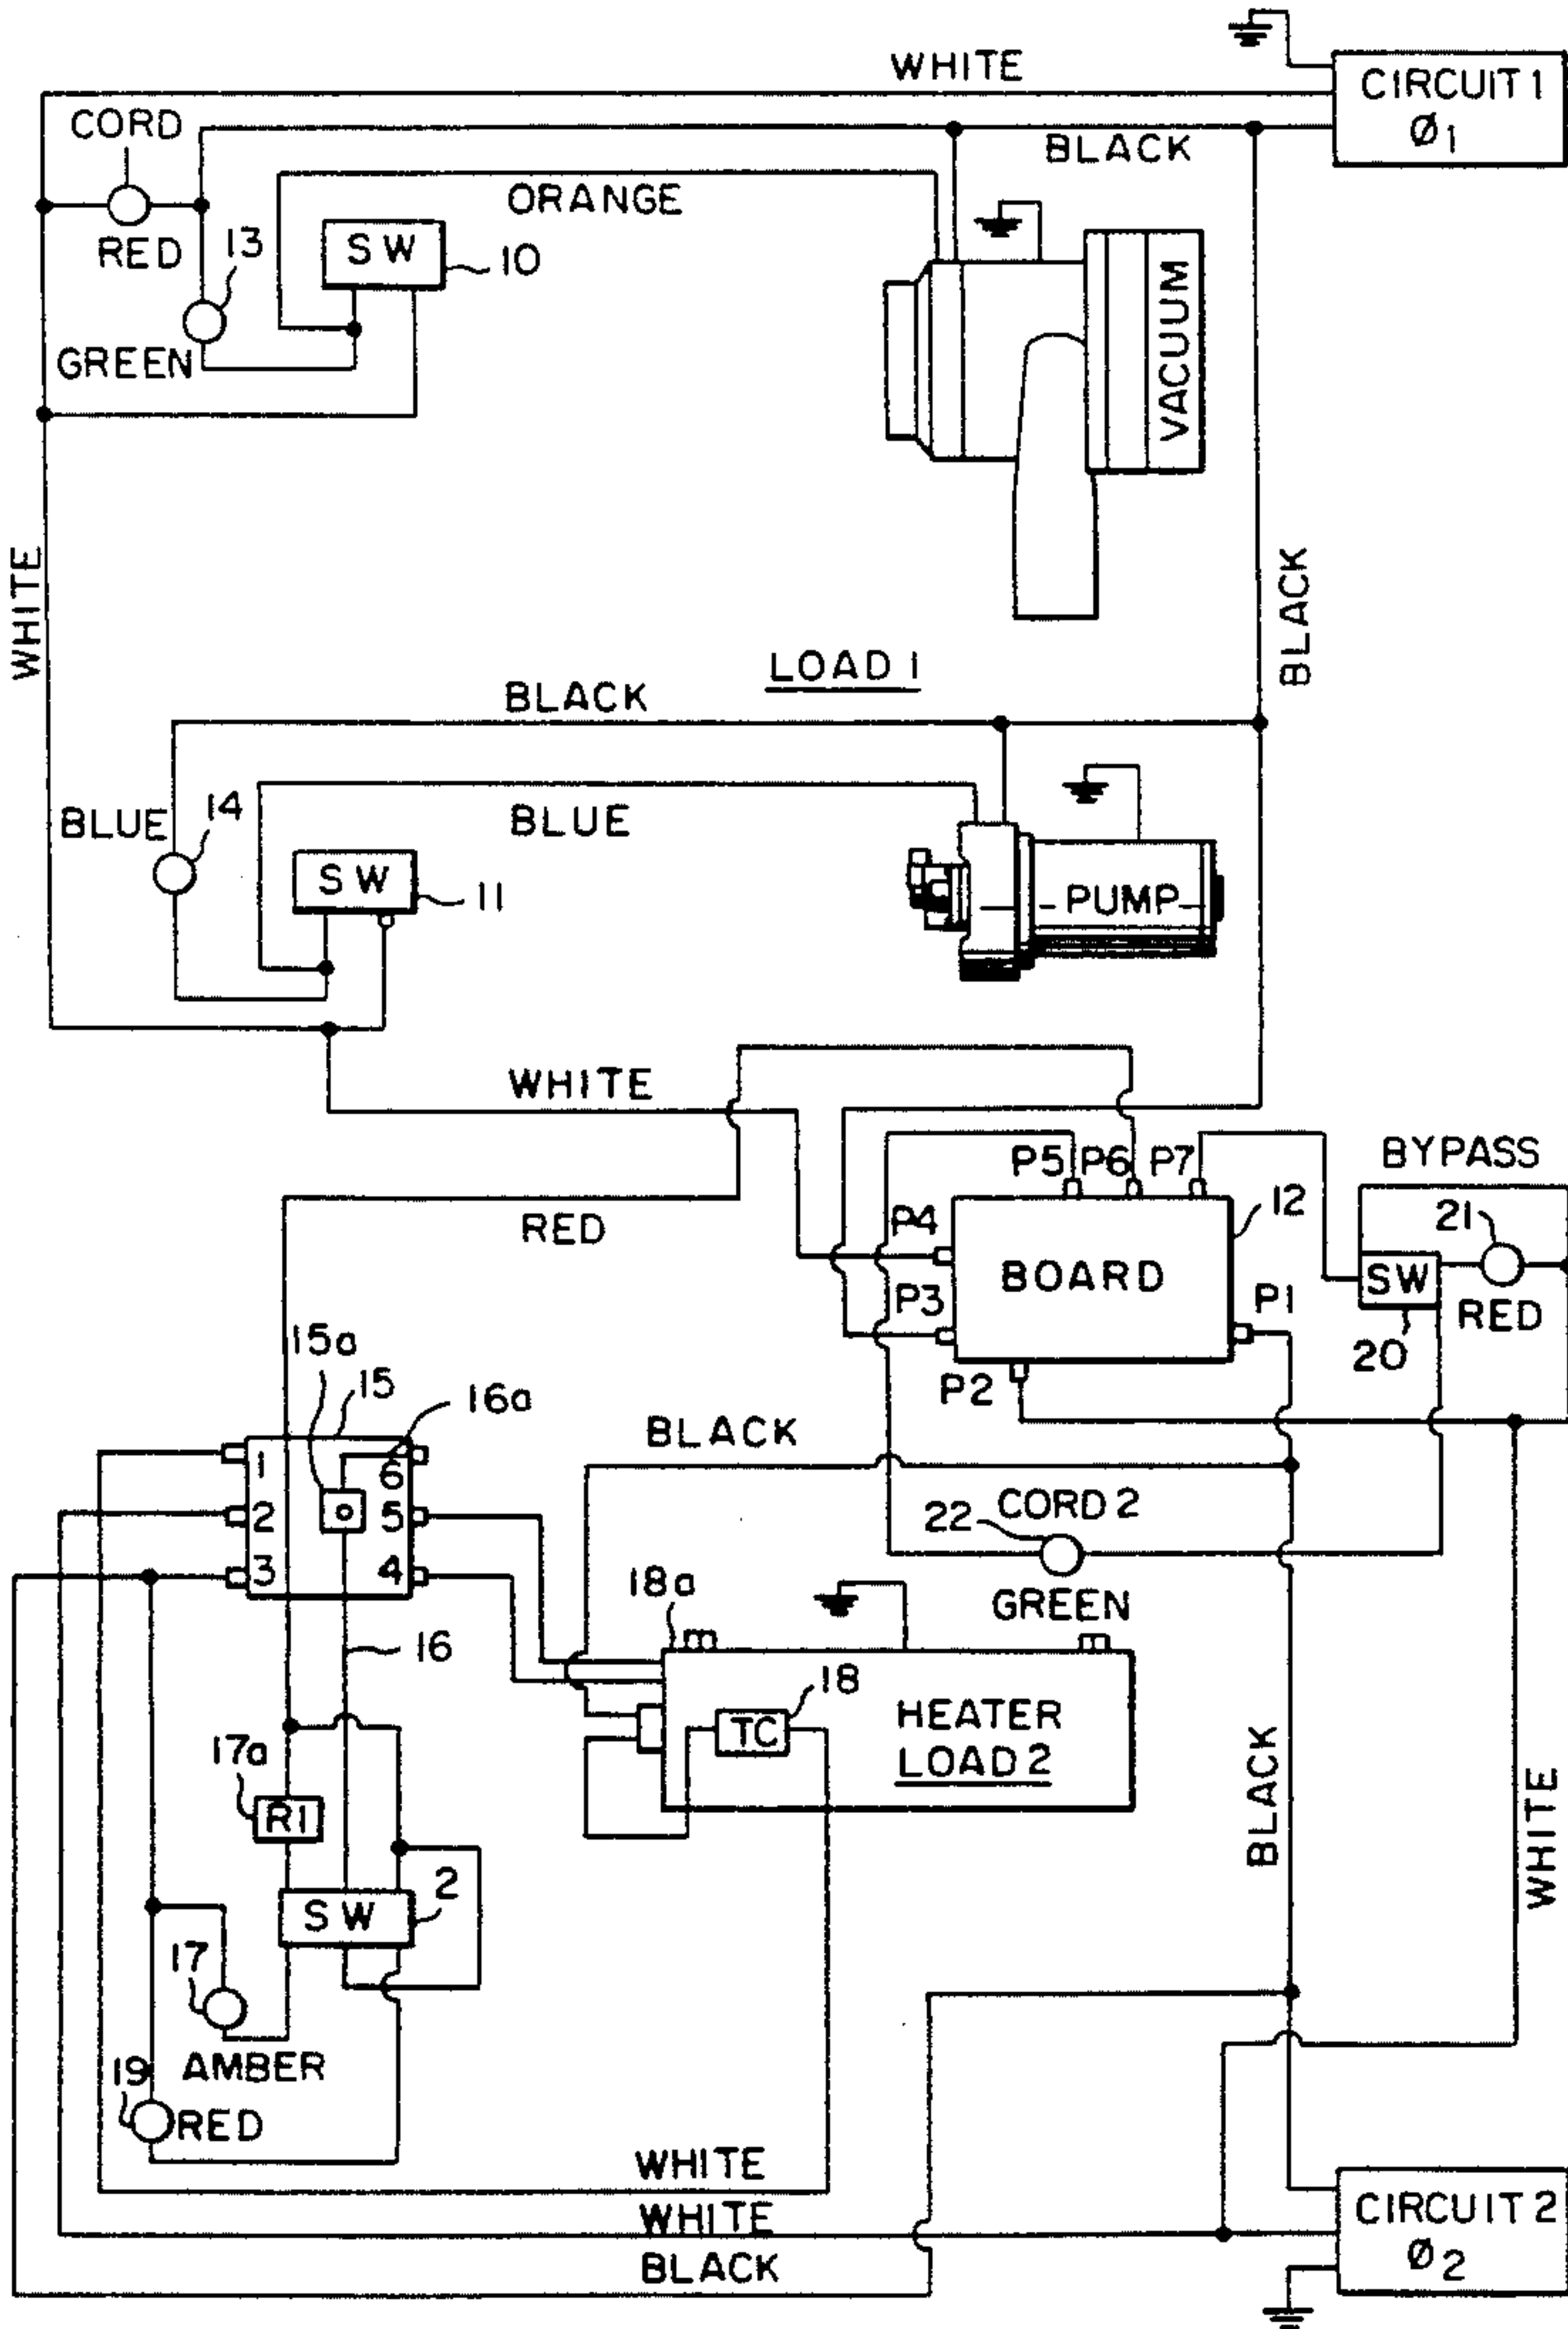 WHITE
CIRCUIT 1
Ø1
CORD
BLACK
ORANGE
RED
13
SW
10
GREEN
VACUUM
WHITE
BLACK
LOAD 1
BLACK
BLUE
14
BLUE
SW
11
PUMP
WHITE
P5
P6
P7
BYPASS
RED
P4
12
21
BOARD
SW
P3
P1
RED
20
15a
15
16a
P2
BLACK
1
6
2
5
22
CORD 2
3
4
18a
GREEN
16
18
TC
HEATER
LOAD 2
17a
R1
BLACK
WHITE
2
SW
17
AMBER
19
RED
WHITE
WHITE
BLACK
CIRCUIT 2
Ø2